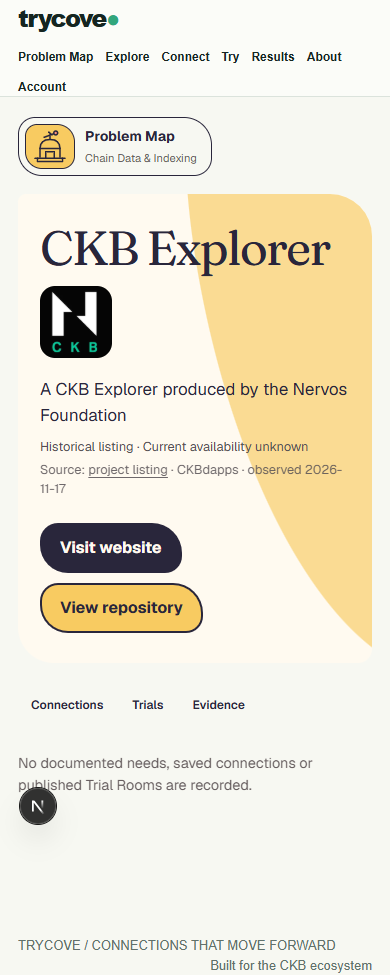 trycove
Problem Map Explore Connect Try Results About
Account
Problem Map
Chain Data & Indexing
CKB Explorer
N
CKB
A CKB Explorer produced by the Nervos
Foundation
Historical listing · Current availability unknown
Source: project listing · CKBdapps · observed 2026-
11-17
Visit website
View repository
Connections Trials Evidence
No documented needs, saved connections or
published Trial Rooms are recorded.
N
TRYCOVE / CONNECTIONS THAT MOVE FORWARD
Built for the CKB ecosystem